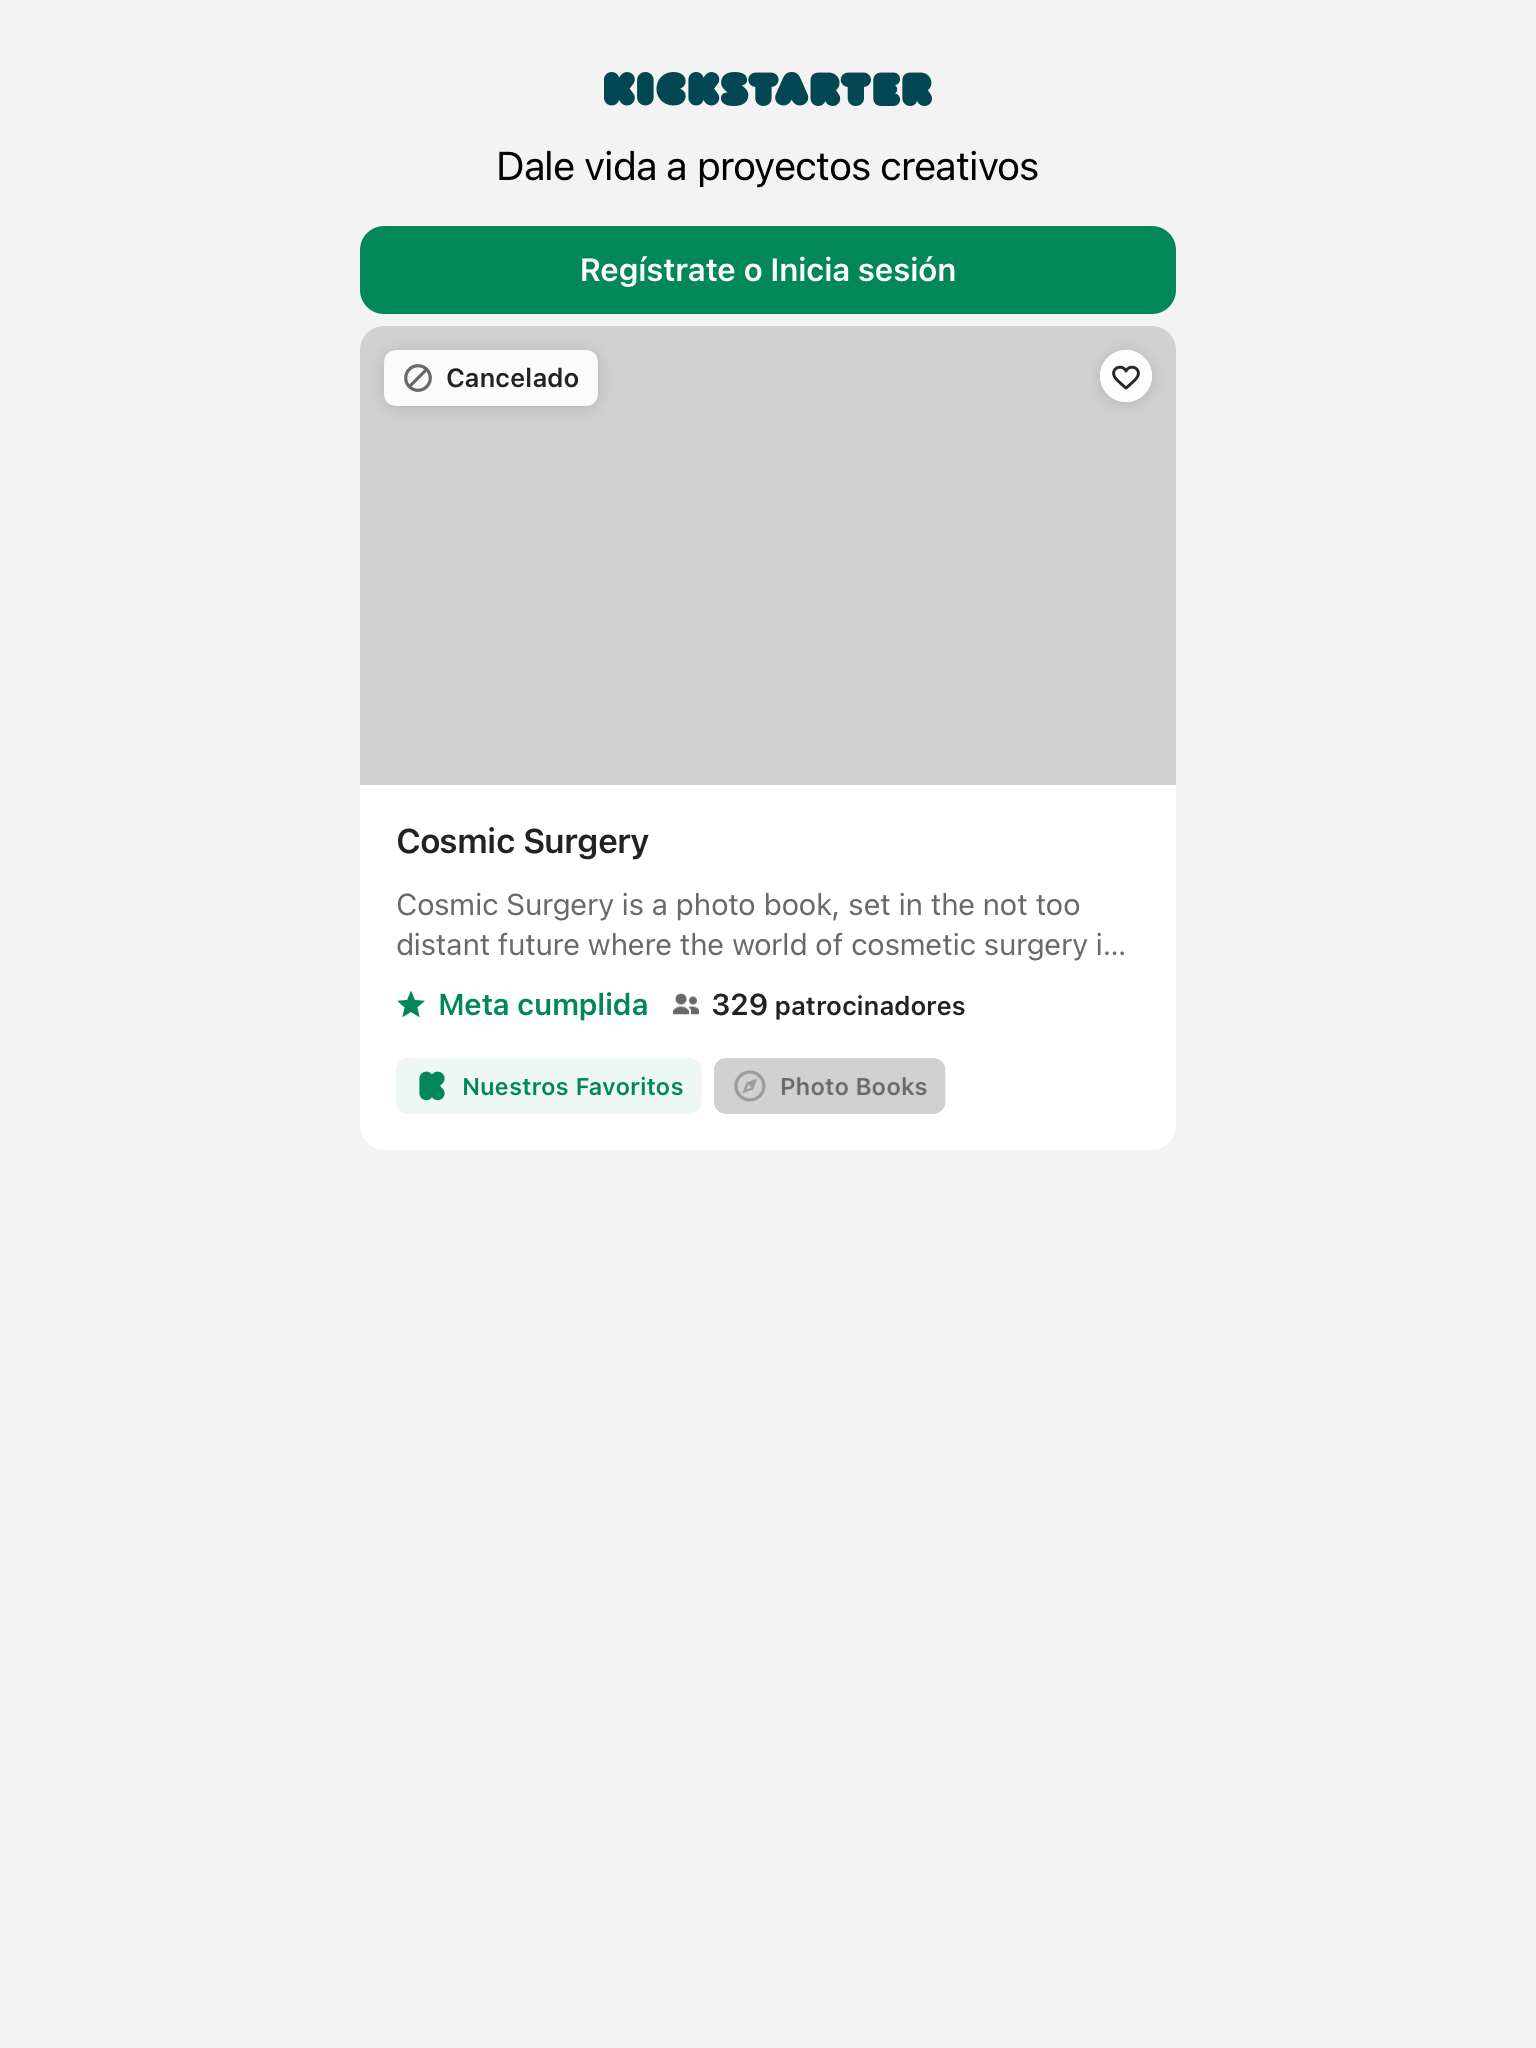 KICKSTARTER
Dale vida a proyectos creativos
Regístrate o Inicia sesión
Cancelado
Cosmic Surgery
Cosmic Surgery is a photo book, set in the not too
distant future where the world of cosmetic surgery i...
Meta cumplida 329 patrocinadores
Nuestros Favoritos Photo Books